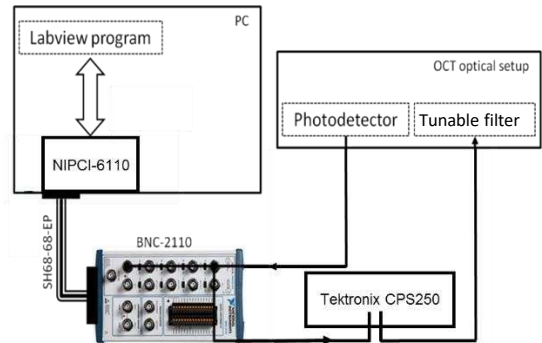 PC
Labview program
OCT optical setup
Photodetector
Tunable filter
NIPCI-6110
SH68-68-EP
BNC-2110
Tektronix CPS250